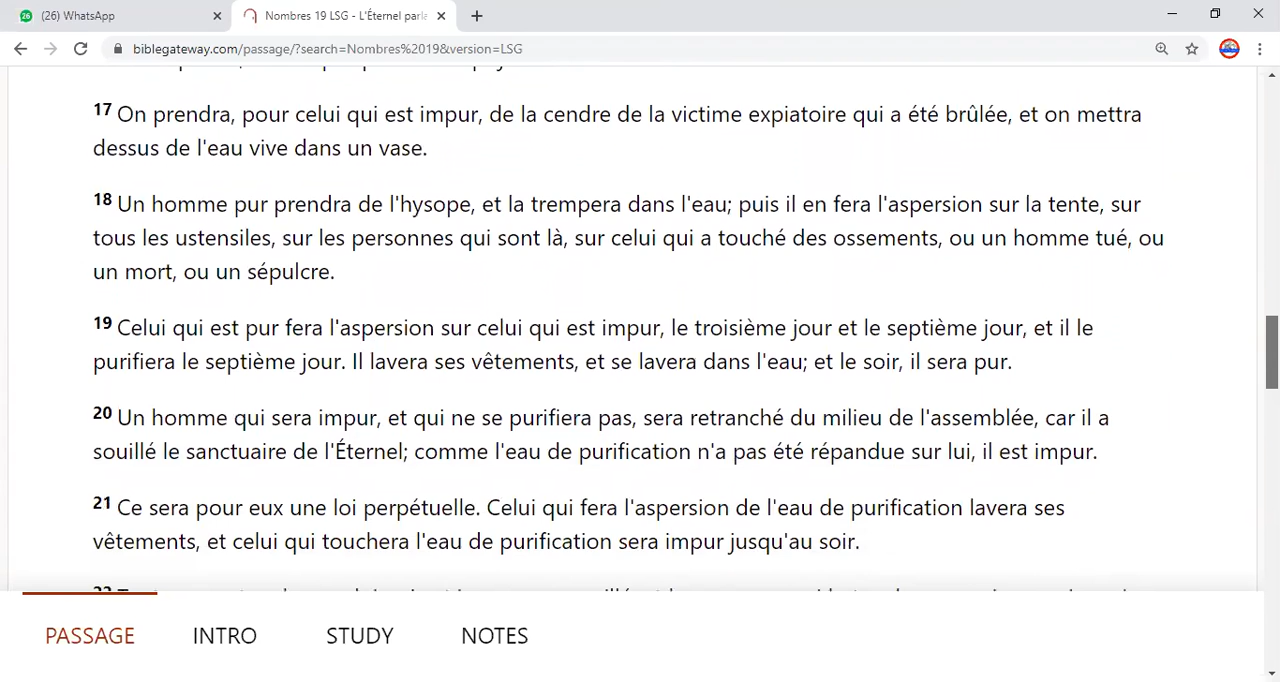 (26) WhatsApp
Nombres 19 LSG - L'Éternel parla
biblegateway.com/passage/?search=Nombres%2019&version=LSG
17 On prendra, pour celui qui est impur, de la cendre de la victime expiatoire qui a été brûlée, et on mettra
dessus de l'eau vive dans un vase.
18 Un homme pur prendra de l'hysope, et la trempera dans l'eau; puis il en fera l'aspersion sur la tente, sur
tous les ustensiles, sur les personnes qui sont là, sur celui qui a touché des ossements, ou un homme tué, ou
un mort, ou un sépulcre.
19 Celui qui est pur fera l'aspersion sur celui qui est impur, le troisième jour et le septième jour, et il le
purifiera le septième jour. Il lavera ses vêtements, et se lavera dans l'eau; et le soir, il sera pur.
20 Un homme qui sera impur, et qui ne se purifiera pas, sera retranché du milieu de l'assemblée, car il a
souillé le sanctuaire de l'Éternel; comme l'eau de purification n'a pas été répandue sur lui, il est impur.
21 Ce sera pour eux une loi perpétuelle. Celui qui fera l'aspersion de l'eau de purification lavera ses
vêtements, et celui qui touchera l'eau de purification sera impur jusqu'au soir.
PASSAGE INTRO STUDY NOTES